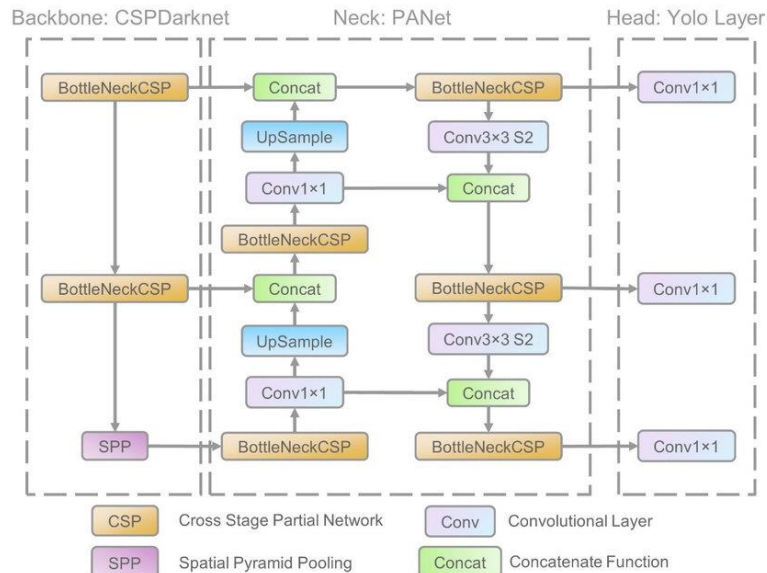 Backbone: CSPDarknet
Neck: PANet
Head: Yolo Layer
BottleNeckCSP
Concat
BottleNeckCSP
Conv1×1
UpSample
Conv3×3 S2
Conv1×1
Concat
BottleNeckCSP
BottleNeckCSP
Concat
BottleNeckCSP
Conv1×1
UpSample
Conv3×3 S2
Conv1×1
Concat
SPP
BottleNeckCSP
BottleNeckCSP
Conv1×1
CSP
Cross Stage Partial Network
Conv
Convolutional Layer
SPP
Spatial Pyramid Pooling
Concat
Concatenate Function